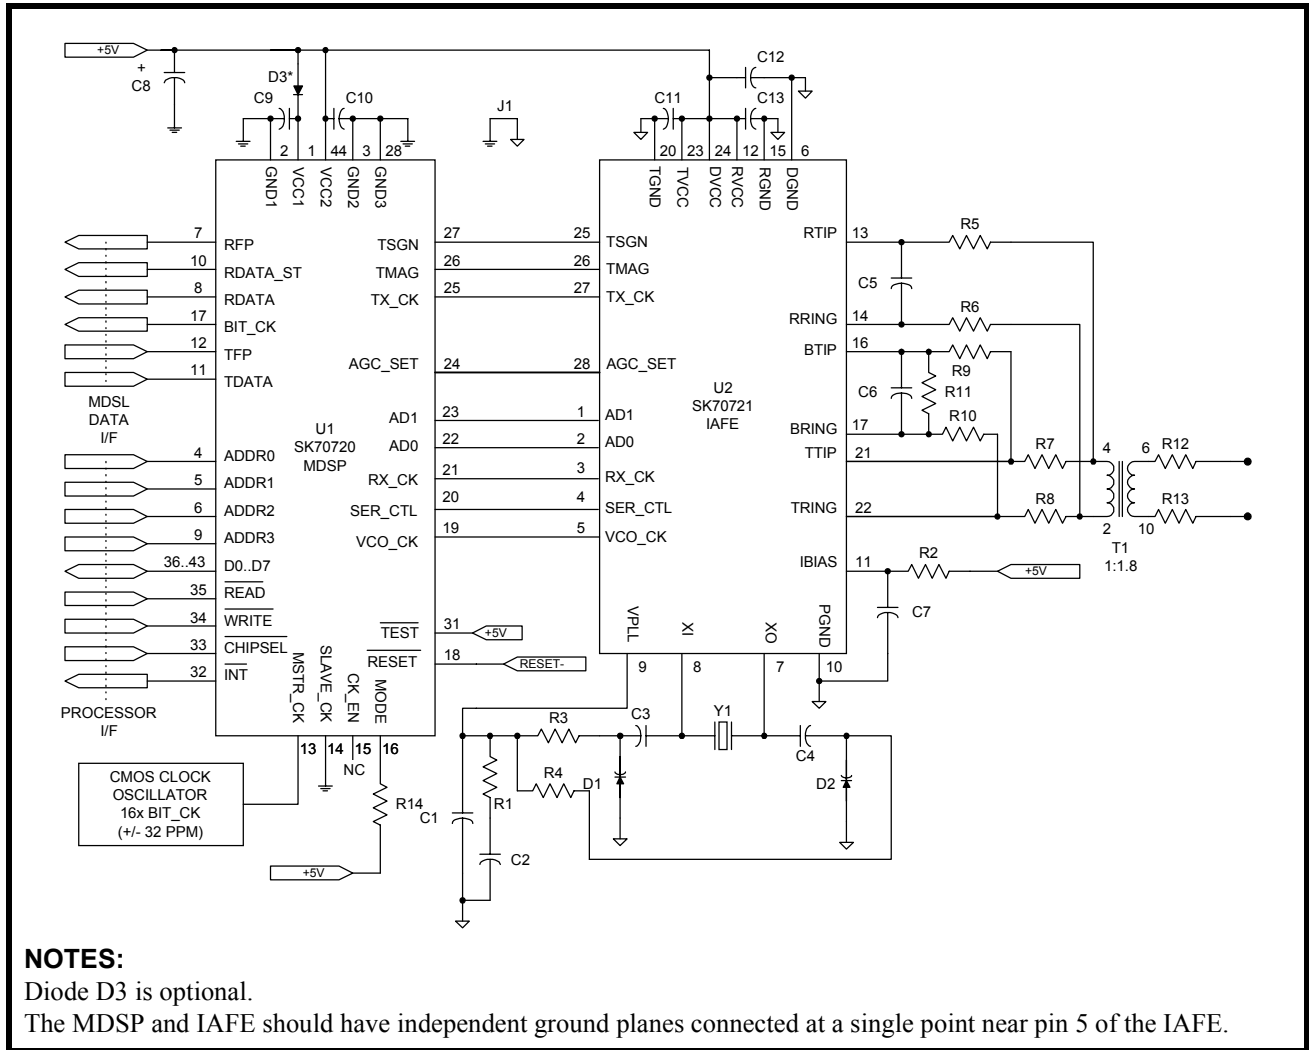 +5V
+
C8
D3*
C9
C10
J1
C11
C12
C13
2 1 44 3 28
GND1 VCC1 VCC2 GND2 GND3
20 23 24 12 15 6
TGND TVCC DVCC RVCC RGND DGND
7 RFP
10 RDATA_ST
8 RDATA
17 BIT_CK
12 TFP
11 TDATA
MDSL
DATA
I/F
4 ADDR0
5 ADDR1
6 ADDR2
9 ADDR3
36..43 D0..D7
35 READ
34 WRITE
33 CHIPSEL
32 INT
PROCESSOR
I/F
U1
SK70720
MDSP
TSGN 27
TMAG 26
TX_CK 25
AGC_SET 24
AD1 23
AD0 22
RX_CK 21
SER_CTL 20
VCO_CK 19
TEST 31 +5V
RESET 18 RESET-
MSTR_CK SLAVE_CK CK_EN MODE
13 14 15 16
NC
CMOS CLOCK
OSCILLATOR
16x BIT_CK
(+/- 32 PPM)
R14
+5V
25 TSGN
26 TMAG
27 TX_CK
28 AGC_SET
1 AD1
2 AD0
3 RX_CK
4 SER_CTL
5 VCO_CK
U2
SK70721
IAFE
RTIP 13
RRING 14
BTIP 16
BRING 17
TTIP 21
TRING 22
IBIAS 11
VPLL XI XO PGND
9 8 7 10
R5
C5
R6
R9
C6
R11
R10
R7
R8
4 6
2 10
T1
1:1.8
R12
R13
R2
+5V
C7
R3
C3
Y1
C4
R4
D1
D2
R1
C1
C2
NOTES:
Diode D3 is optional.
The MDSP and IAFE should have independent ground planes connected at a single point near pin 5 of the IAFE.